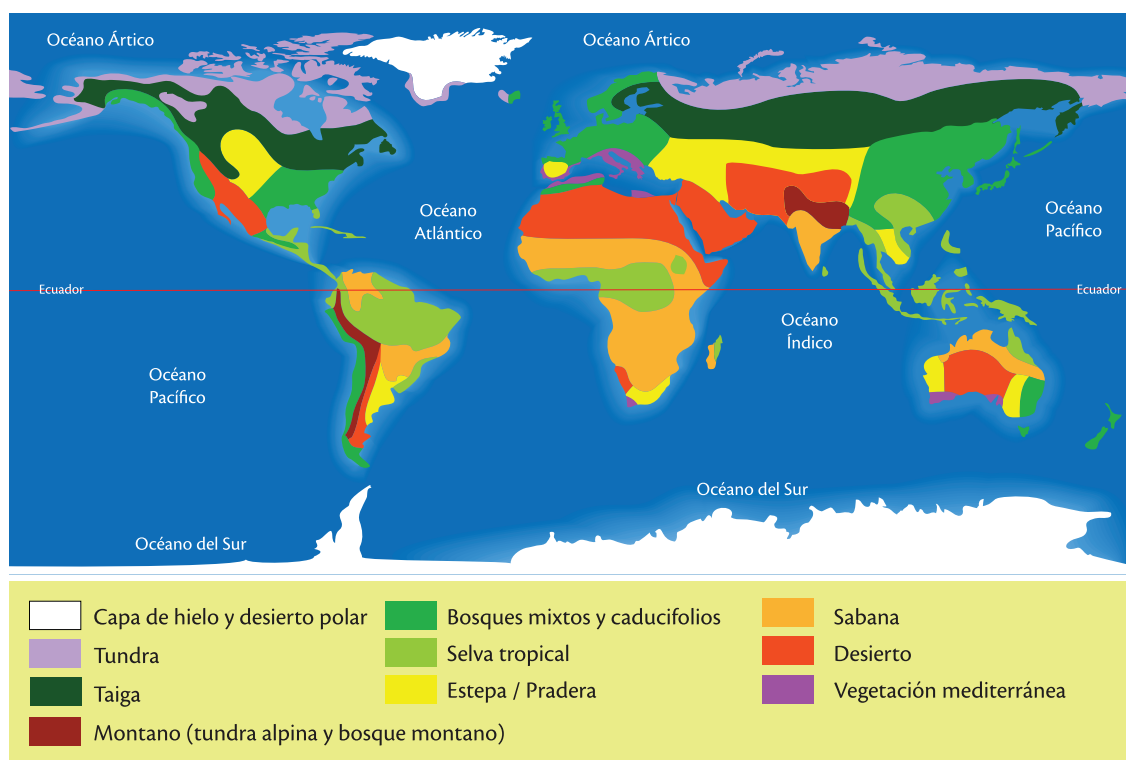 Océano Ártico
Océano Ártico
Océano
Atlántico
Océano
Pacífico
Ecuador
Ecuador
Océano
Índico
Océano
Pacífico
Océano del Sur
Océano del Sur
Capa de hielo y desierto polar
Tundra
Taiga
Montano (tundra alpina y bosque montano)
Bosques mixtos y caducifolios
Selva tropical
Estepa / Pradera
Sabana
Desierto
Vegetación mediterránea